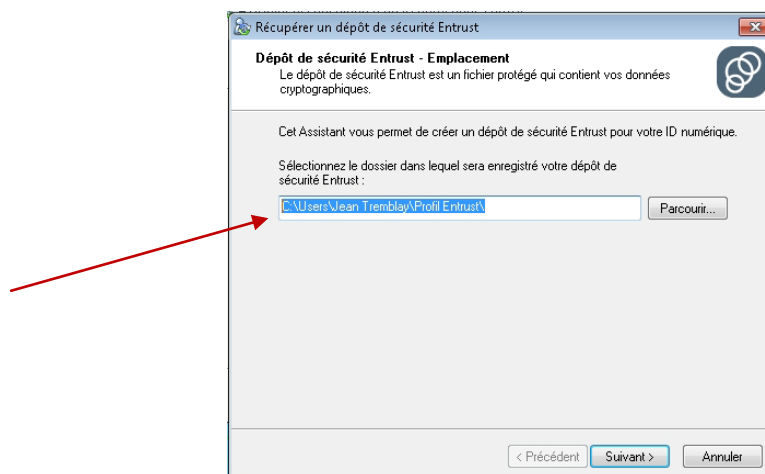 Récupérer un dépôt de sécurité Entrust
Dépôt de sécurité Entrust - Emplacement
Le dépôt de sécurité Entrust est un fichier protégé qui contient vos données
cryptographiques.
Cet Assistant vous permet de créer un dépôt de sécurité Entrust pour votre ID numérique.
Sélectionnez le dossier dans lequel sera enregistré votre dépôt de
sécurité Entrust :
C:\Users\Jean Tremblay\Profil Entrust\
Parcourir...
< Précédent
Suivant >
Annuler